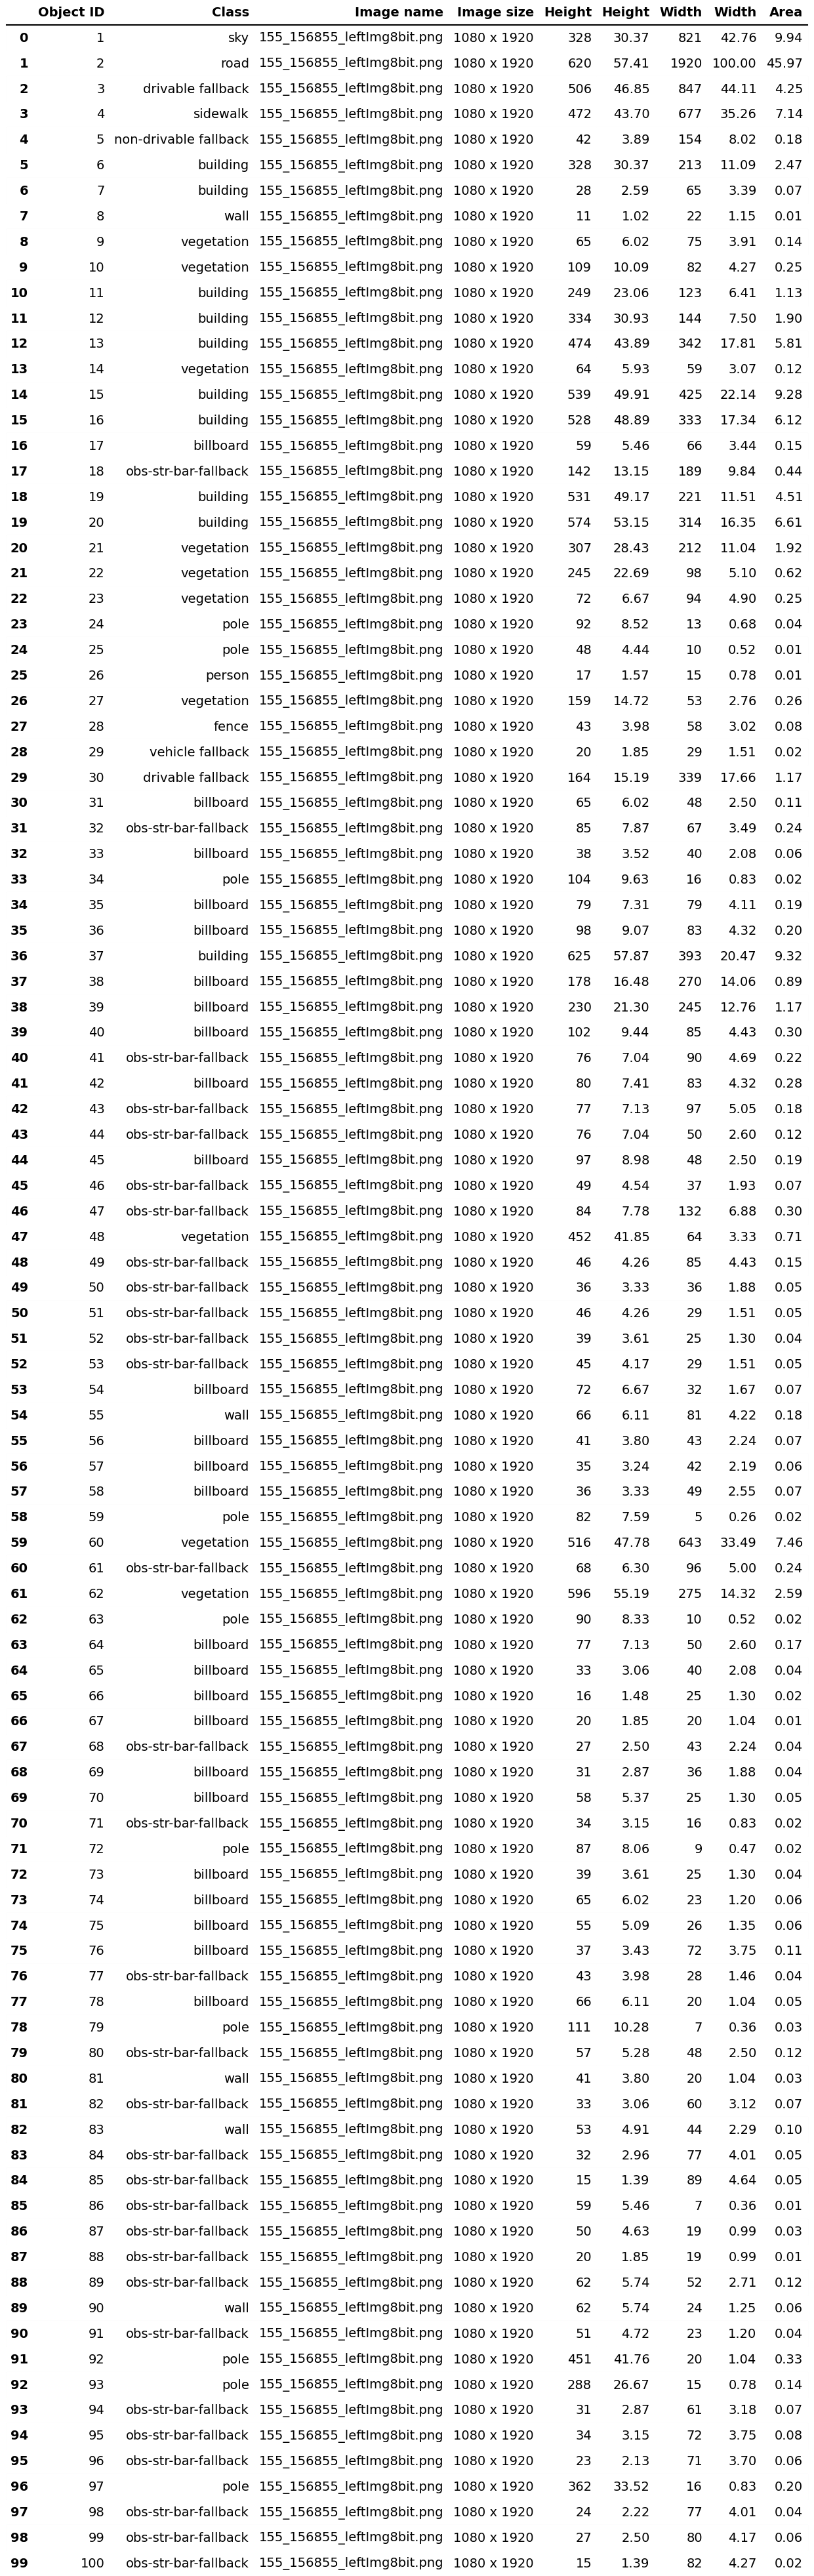 Object ID Class Image name Image size Height Height Width Width Area
0 1 sky 155_156855_leftImg8bit.png 1080 x 1920 328 30.37 821 42.76 9.94
1 2 road 155_156855_leftImg8bit.png 1080 x 1920 620 57.41 1920 100.00 45.97
2 3 drivable fallback 155_156855_leftImg8bit.png 1080 x 1920 506 46.85 847 44.11 4.25
3 4 sidewalk 155_156855_leftImg8bit.png 1080 x 1920 472 43.70 677 35.26 7.14
4 5 non-drivable fallback 155_156855_leftImg8bit.png 1080 x 1920 42 3.89 154 8.02 0.18
5 6 building 155_156855_leftImg8bit.png 1080 x 1920 328 30.37 213 11.09 2.47
6 7 building 155_156855_leftImg8bit.png 1080 x 1920 28 2.59 65 3.39 0.07
7 8 wall 155_156855_leftImg8bit.png 1080 x 1920 11 1.02 22 1.15 0.01
8 9 vegetation 155_156855_leftImg8bit.png 1080 x 1920 65 6.02 75 3.91 0.14
9 10 vegetation 155_156855_leftImg8bit.png 1080 x 1920 109 10.09 82 4.27 0.25
10 11 building 155_156855_leftImg8bit.png 1080 x 1920 249 23.06 123 6.41 1.13
11 12 building 155_156855_leftImg8bit.png 1080 x 1920 334 30.93 144 7.50 1.90
12 13 building 155_156855_leftImg8bit.png 1080 x 1920 474 43.89 342 17.81 5.81
13 14 vegetation 155_156855_leftImg8bit.png 1080 x 1920 64 5.93 59 3.07 0.12
14 15 building 155_156855_leftImg8bit.png 1080 x 1920 539 49.91 425 22.14 9.28
15 16 building 155_156855_leftImg8bit.png 1080 x 1920 528 48.89 333 17.34 6.12
16 17 billboard 155_156855_leftImg8bit.png 1080 x 1920 59 5.46 66 3.44 0.15
17 18 obs-str-bar-fallback 155_156855_leftImg8bit.png 1080 x 1920 142 13.15 189 9.84 0.44
18 19 building 155_156855_leftImg8bit.png 1080 x 1920 531 49.17 221 11.51 4.51
19 20 building 155_156855_leftImg8bit.png 1080 x 1920 574 53.15 314 16.35 6.61
20 21 vegetation 155_156855_leftImg8bit.png 1080 x 1920 307 28.43 212 11.04 1.92
21 22 vegetation 155_156855_leftImg8bit.png 1080 x 1920 245 22.69 98 5.10 0.62
22 23 vegetation 155_156855_leftImg8bit.png 1080 x 1920 72 6.67 94 4.90 0.25
23 24 pole 155_156855_leftImg8bit.png 1080 x 1920 92 8.52 13 0.68 0.04
24 25 pole 155_156855_leftImg8bit.png 1080 x 1920 48 4.44 10 0.52 0.01
25 26 person 155_156855_leftImg8bit.png 1080 x 1920 17 1.57 15 0.78 0.01
26 27 vegetation 155_156855_leftImg8bit.png 1080 x 1920 159 14.72 53 2.76 0.26
27 28 fence 155_156855_leftImg8bit.png 1080 x 1920 43 3.98 58 3.02 0.08
28 29 vehicle fallback 155_156855_leftImg8bit.png 1080 x 1920 20 1.85 29 1.51 0.02
29 30 drivable fallback 155_156855_leftImg8bit.png 1080 x 1920 164 15.19 339 17.66 1.17
30 31 billboard 155_156855_leftImg8bit.png 1080 x 1920 65 6.02 48 2.50 0.11
31 32 obs-str-bar-fallback 155_156855_leftImg8bit.png 1080 x 1920 85 7.87 67 3.49 0.24
32 33 billboard 155_156855_leftImg8bit.png 1080 x 1920 38 3.52 40 2.08 0.06
33 34 pole 155_156855_leftImg8bit.png 1080 x 1920 104 9.63 16 0.83 0.02
34 35 billboard 155_156855_leftImg8bit.png 1080 x 1920 79 7.31 79 4.11 0.19
35 36 billboard 155_156855_leftImg8bit.png 1080 x 1920 98 9.07 83 4.32 0.20
36 37 building 155_156855_leftImg8bit.png 1080 x 1920 625 57.87 393 20.47 9.32
37 38 billboard 155_156855_leftImg8bit.png 1080 x 1920 178 16.48 270 14.06 0.89
38 39 billboard 155_156855_leftImg8bit.png 1080 x 1920 230 21.30 245 12.76 1.17
39 40 billboard 155_156855_leftImg8bit.png 1080 x 1920 102 9.44 85 4.43 0.30
40 41 obs-str-bar-fallback 155_156855_leftImg8bit.png 1080 x 1920 76 7.04 90 4.69 0.22
41 42 billboard 155_156855_leftImg8bit.png 1080 x 1920 80 7.41 83 4.32 0.28
42 43 obs-str-bar-fallback 155_156855_leftImg8bit.png 1080 x 1920 77 7.13 97 5.05 0.18
43 44 obs-str-bar-fallback 155_156855_leftImg8bit.png 1080 x 1920 76 7.04 50 2.60 0.12
44 45 billboard 155_156855_leftImg8bit.png 1080 x 1920 97 8.98 48 2.50 0.19
45 46 obs-str-bar-fallback 155_156855_leftImg8bit.png 1080 x 1920 49 4.54 37 1.93 0.07
46 47 obs-str-bar-fallback 155_156855_leftImg8bit.png 1080 x 1920 84 7.78 132 6.88 0.30
47 48 vegetation 155_156855_leftImg8bit.png 1080 x 1920 452 41.85 64 3.33 0.71
48 49 obs-str-bar-fallback 155_156855_leftImg8bit.png 1080 x 1920 46 4.26 85 4.43 0.15
49 50 obs-str-bar-fallback 155_156855_leftImg8bit.png 1080 x 1920 36 3.33 36 1.88 0.05
50 51 obs-str-bar-fallback 155_156855_leftImg8bit.png 1080 x 1920 46 4.26 29 1.51 0.05
51 52 obs-str-bar-fallback 155_156855_leftImg8bit.png 1080 x 1920 39 3.61 25 1.30 0.04
52 53 obs-str-bar-fallback 155_156855_leftImg8bit.png 1080 x 1920 45 4.17 29 1.51 0.05
53 54 billboard 155_156855_leftImg8bit.png 1080 x 1920 72 6.67 32 1.67 0.07
54 55 wall 155_156855_leftImg8bit.png 1080 x 1920 66 6.11 81 4.22 0.18
55 56 billboard 155_156855_leftImg8bit.png 1080 x 1920 41 3.80 43 2.24 0.07
56 57 billboard 155_156855_leftImg8bit.png 1080 x 1920 35 3.24 42 2.19 0.06
57 58 billboard 155_156855_leftImg8bit.png 1080 x 1920 36 3.33 49 2.55 0.07
58 59 pole 155_156855_leftImg8bit.png 1080 x 1920 82 7.59 5 0.26 0.02
59 60 vegetation 155_156855_leftImg8bit.png 1080 x 1920 516 47.78 643 33.49 7.46
60 61 obs-str-bar-fallback 155_156855_leftImg8bit.png 1080 x 1920 68 6.30 96 5.00 0.24
61 62 vegetation 155_156855_leftImg8bit.png 1080 x 1920 596 55.19 275 14.32 2.59
62 63 pole 155_156855_leftImg8bit.png 1080 x 1920 90 8.33 10 0.52 0.02
63 64 billboard 155_156855_leftImg8bit.png 1080 x 1920 77 7.13 50 2.60 0.17
64 65 billboard 155_156855_leftImg8bit.png 1080 x 1920 33 3.06 40 2.08 0.04
65 66 billboard 155_156855_leftImg8bit.png 1080 x 1920 16 1.48 25 1.30 0.02
66 67 billboard 155_156855_leftImg8bit.png 1080 x 1920 20 1.85 20 1.04 0.01
67 68 obs-str-bar-fallback 155_156855_leftImg8bit.png 1080 x 1920 27 2.50 43 2.24 0.04
68 69 billboard 155_156855_leftImg8bit.png 1080 x 1920 31 2.87 36 1.88 0.04
69 70 billboard 155_156855_leftImg8bit.png 1080 x 1920 58 5.37 25 1.30 0.05
70 71 obs-str-bar-fallback 155_156855_leftImg8bit.png 1080 x 1920 34 3.15 16 0.83 0.02
71 72 pole 155_156855_leftImg8bit.png 1080 x 1920 87 8.06 9 0.47 0.02
72 73 billboard 155_156855_leftImg8bit.png 1080 x 1920 39 3.61 25 1.30 0.04
73 74 billboard 155_156855_leftImg8bit.png 1080 x 1920 65 6.02 23 1.20 0.06
74 75 billboard 155_156855_leftImg8bit.png 1080 x 1920 55 5.09 26 1.35 0.06
75 76 billboard 155_156855_leftImg8bit.png 1080 x 1920 37 3.43 72 3.75 0.11
76 77 obs-str-bar-fallback 155_156855_leftImg8bit.png 1080 x 1920 43 3.98 28 1.46 0.04
77 78 billboard 155_156855_leftImg8bit.png 1080 x 1920 66 6.11 20 1.04 0.05
78 79 pole 155_156855_leftImg8bit.png 1080 x 1920 111 10.28 7 0.36 0.03
79 80 obs-str-bar-fallback 155_156855_leftImg8bit.png 1080 x 1920 57 5.28 48 2.50 0.12
80 81 wall 155_156855_leftImg8bit.png 1080 x 1920 41 3.80 20 1.04 0.03
81 82 obs-str-bar-fallback 155_156855_leftImg8bit.png 1080 x 1920 33 3.06 60 3.12 0.07
82 83 wall 155_156855_leftImg8bit.png 1080 x 1920 53 4.91 44 2.29 0.10
83 84 obs-str-bar-fallback 155_156855_leftImg8bit.png 1080 x 1920 32 2.96 77 4.01 0.05
84 85 obs-str-bar-fallback 155_156855_leftImg8bit.png 1080 x 1920 15 1.39 89 4.64 0.05
85 86 obs-str-bar-fallback 155_156855_leftImg8bit.png 1080 x 1920 59 5.46 7 0.36 0.01
86 87 obs-str-bar-fallback 155_156855_leftImg8bit.png 1080 x 1920 50 4.63 19 0.99 0.03
87 88 obs-str-bar-fallback 155_156855_leftImg8bit.png 1080 x 1920 20 1.85 19 0.99 0.01
88 89 obs-str-bar-fallback 155_156855_leftImg8bit.png 1080 x 1920 62 5.74 52 2.71 0.12
89 90 wall 155_156855_leftImg8bit.png 1080 x 1920 62 5.74 24 1.25 0.06
90 91 obs-str-bar-fallback 155_156855_leftImg8bit.png 1080 x 1920 51 4.72 23 1.20 0.04
91 92 pole 155_156855_leftImg8bit.png 1080 x 1920 451 41.76 20 1.04 0.33
92 93 pole 155_156855_leftImg8bit.png 1080 x 1920 288 26.67 15 0.78 0.14
93 94 obs-str-bar-fallback 155_156855_leftImg8bit.png 1080 x 1920 31 2.87 61 3.18 0.07
94 95 obs-str-bar-fallback 155_156855_leftImg8bit.png 1080 x 1920 34 3.15 72 3.75 0.08
95 96 obs-str-bar-fallback 155_156855_leftImg8bit.png 1080 x 1920 23 2.13 71 3.70 0.06
96 97 pole 155_156855_leftImg8bit.png 1080 x 1920 362 33.52 16 0.83 0.20
97 98 obs-str-bar-fallback 155_156855_leftImg8bit.png 1080 x 1920 24 2.22 77 4.01 0.04
98 99 obs-str-bar-fallback 155_156855_leftImg8bit.png 1080 x 1920 27 2.50 80 4.17 0.06
99 100 obs-str-bar-fallback 155_156855_leftImg8bit.png 1080 x 1920 15 1.39 82 4.27 0.02